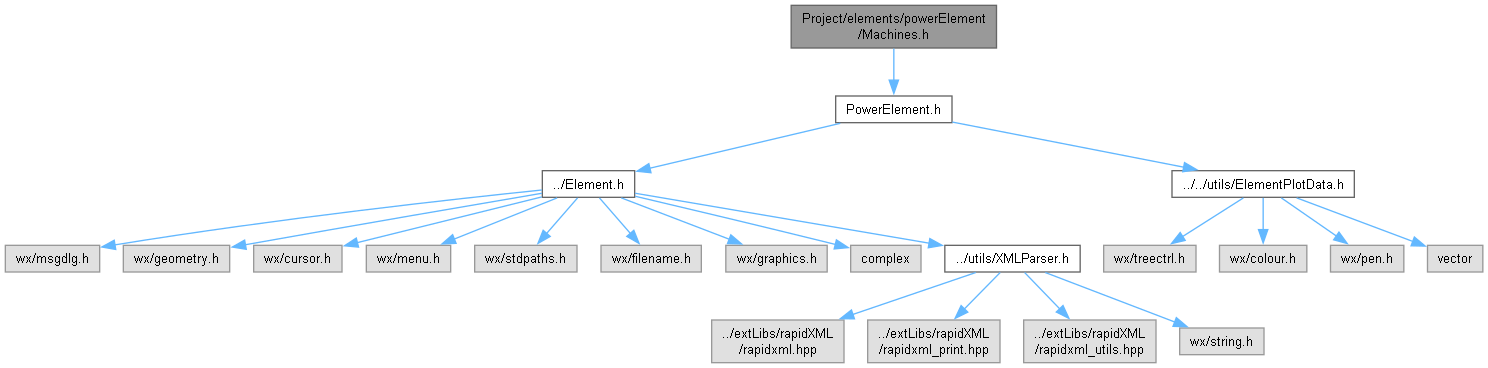 Project/elements/powerElement
/Machines.h
PowerElement.h
../Element.h
../../utils/ElementPlotData.h
wx/msgdlg.h
wx/geometry.h
wx/cursor.h
wx/menu.h
wx/stdpaths.h
wx/filename.h
wx/graphics.h
complex
../utils/XMLParser.h
wx/treectrl.h
wx/colour.h
wx/pen.h
vector
../extLibs/rapidXML
/rapidxml.hpp
../extLibs/rapidXML
/rapidxml_print.hpp
../extLibs/rapidXML
/rapidxml_utils.hpp
wx/string.h